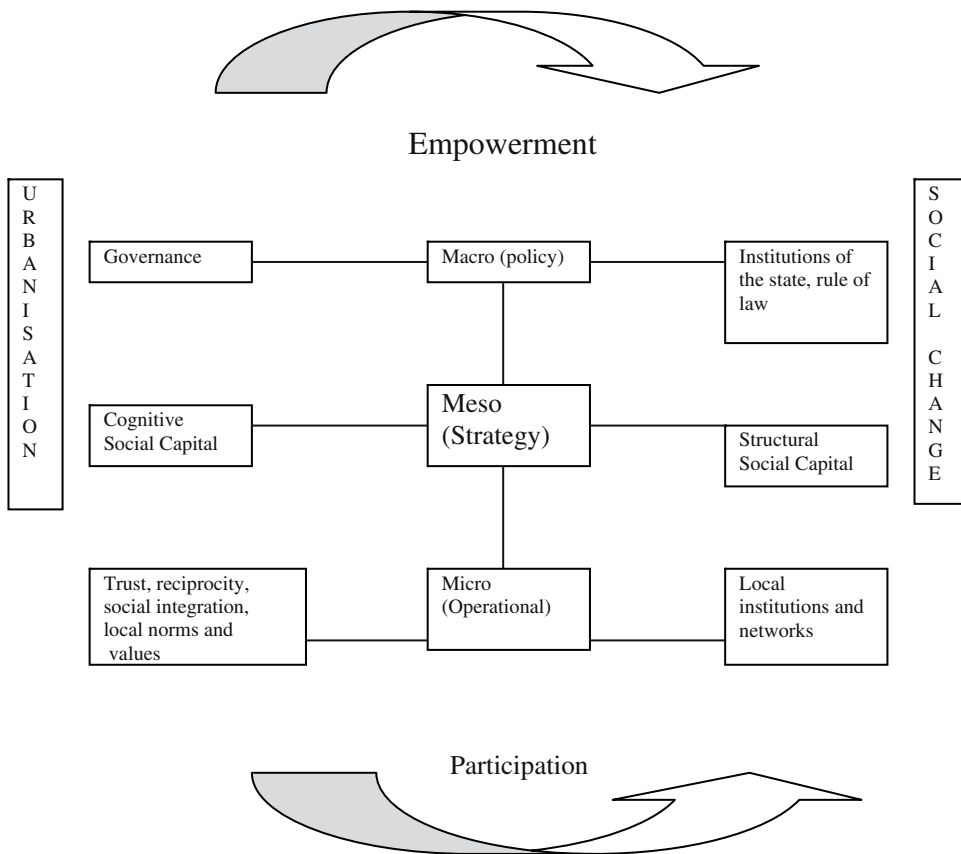 Empowerment
U
R
B
A
N
I
S
A
T
I
O
N
Governance
Macro (policy)
Institutions of
the state, rule of
law
Cognitive
Social Capital
Meso
(Strategy)
Structural
Social Capital
Trust, reciprocity,
social integration,
local norms and
values
Micro
(Operational)
Local
institutions and
networks
S
O
C
I
A
L
C
H
A
N
G
E
Participation